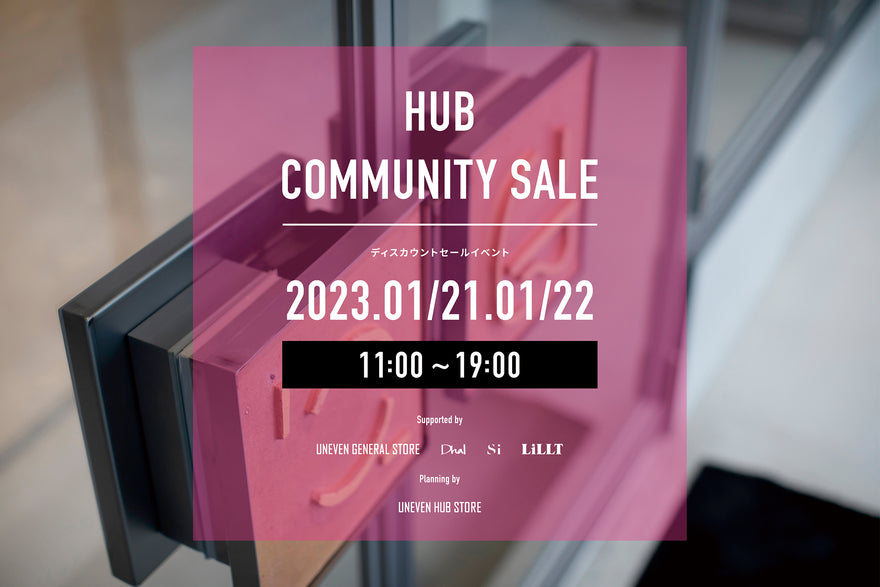 HUB
COMMUNITY SALE
ディスカウントセールイベント
2023.01/21.01/22
11:00 ~ 19:00
Supported by
UNEVEN GENERAL STORE Dhal Si LiLLT
Planning by
UNEVEN HUB STORE